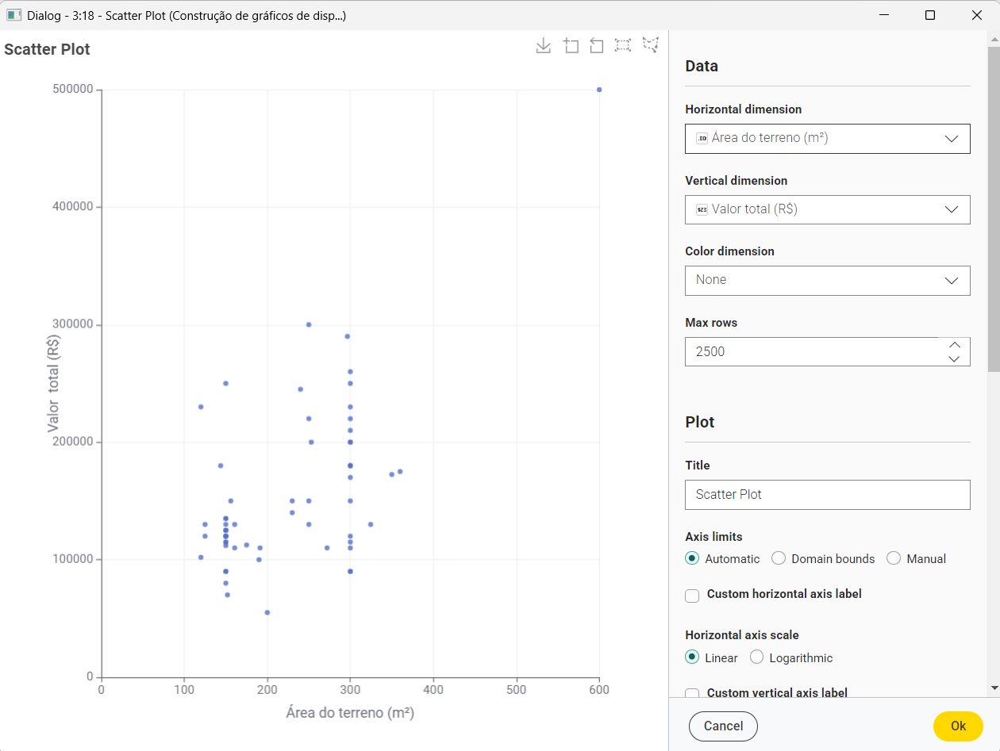 Dialog - 3:18 - Scatter Plot (Construção de gráficos de disp...)
Scatter Plot
500000
400000
300000
200000
100000
0
Valor total (R$)
0 100 200 300 400 500 600
Área do terreno (m²)
Data
Horizontal dimension
.00 Área do terreno (m²)
Vertical dimension
123 Valor total (R$)
Color dimension
None
Max rows
2500
Plot
Title
Scatter Plot
Axis limits
Automatic Domain bounds Manual
Custom horizontal axis label
Horizontal axis scale
Linear Logarithmic
Custom vertical axis label
Cancel Ok